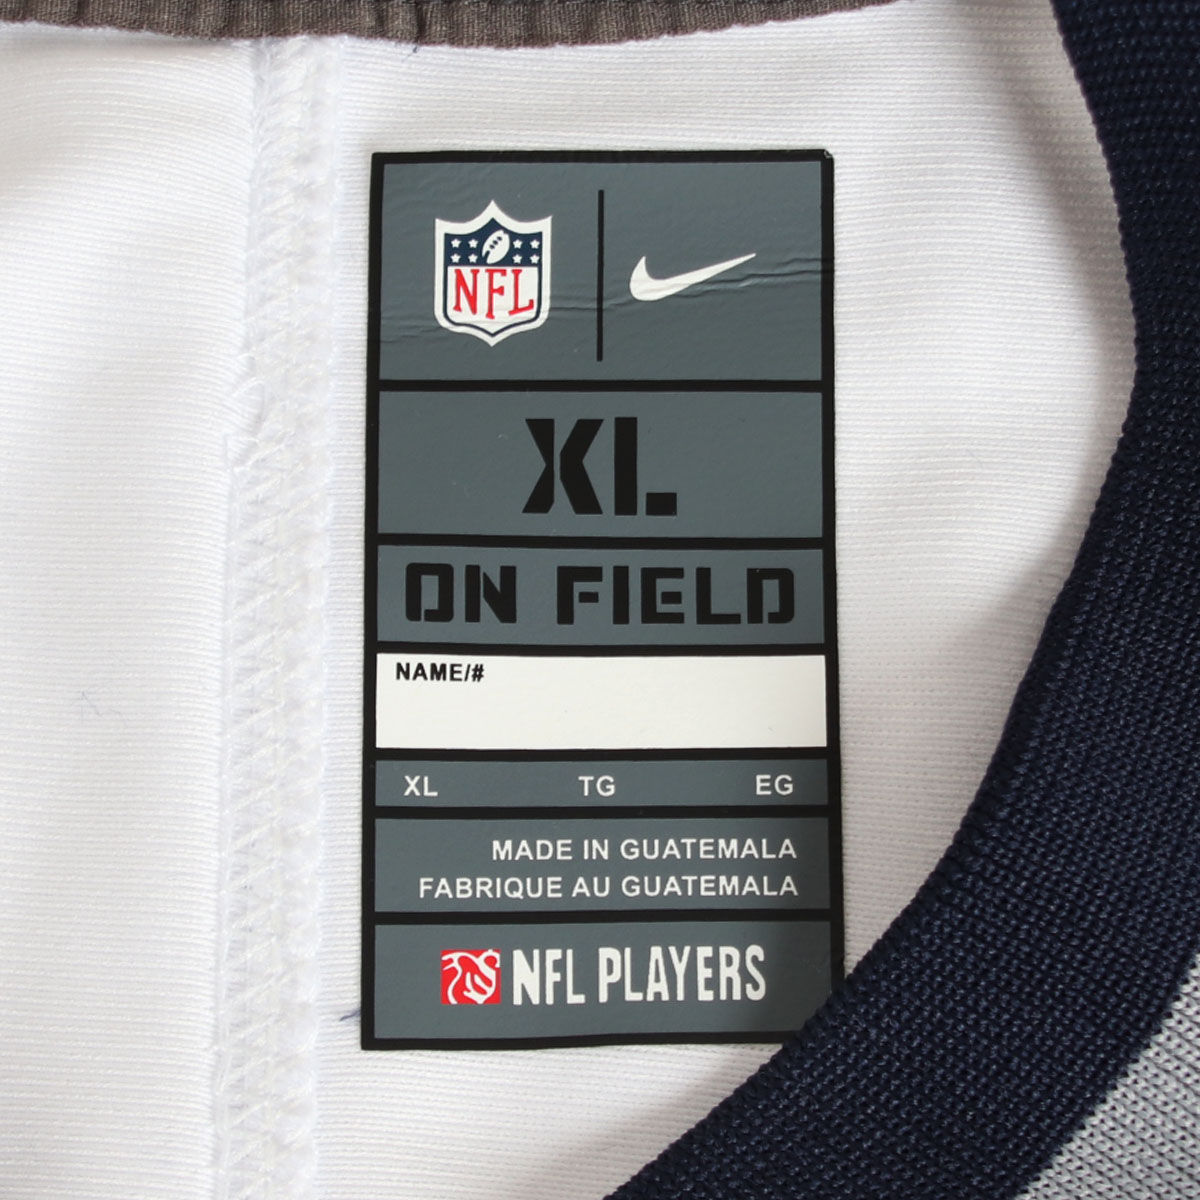 NFL
XL
ON FIELD
NAME/#
XL TG EG
MADE IN GUATEMALA
FABRIQUE AU GUATEMALA
NFL PLAYERS